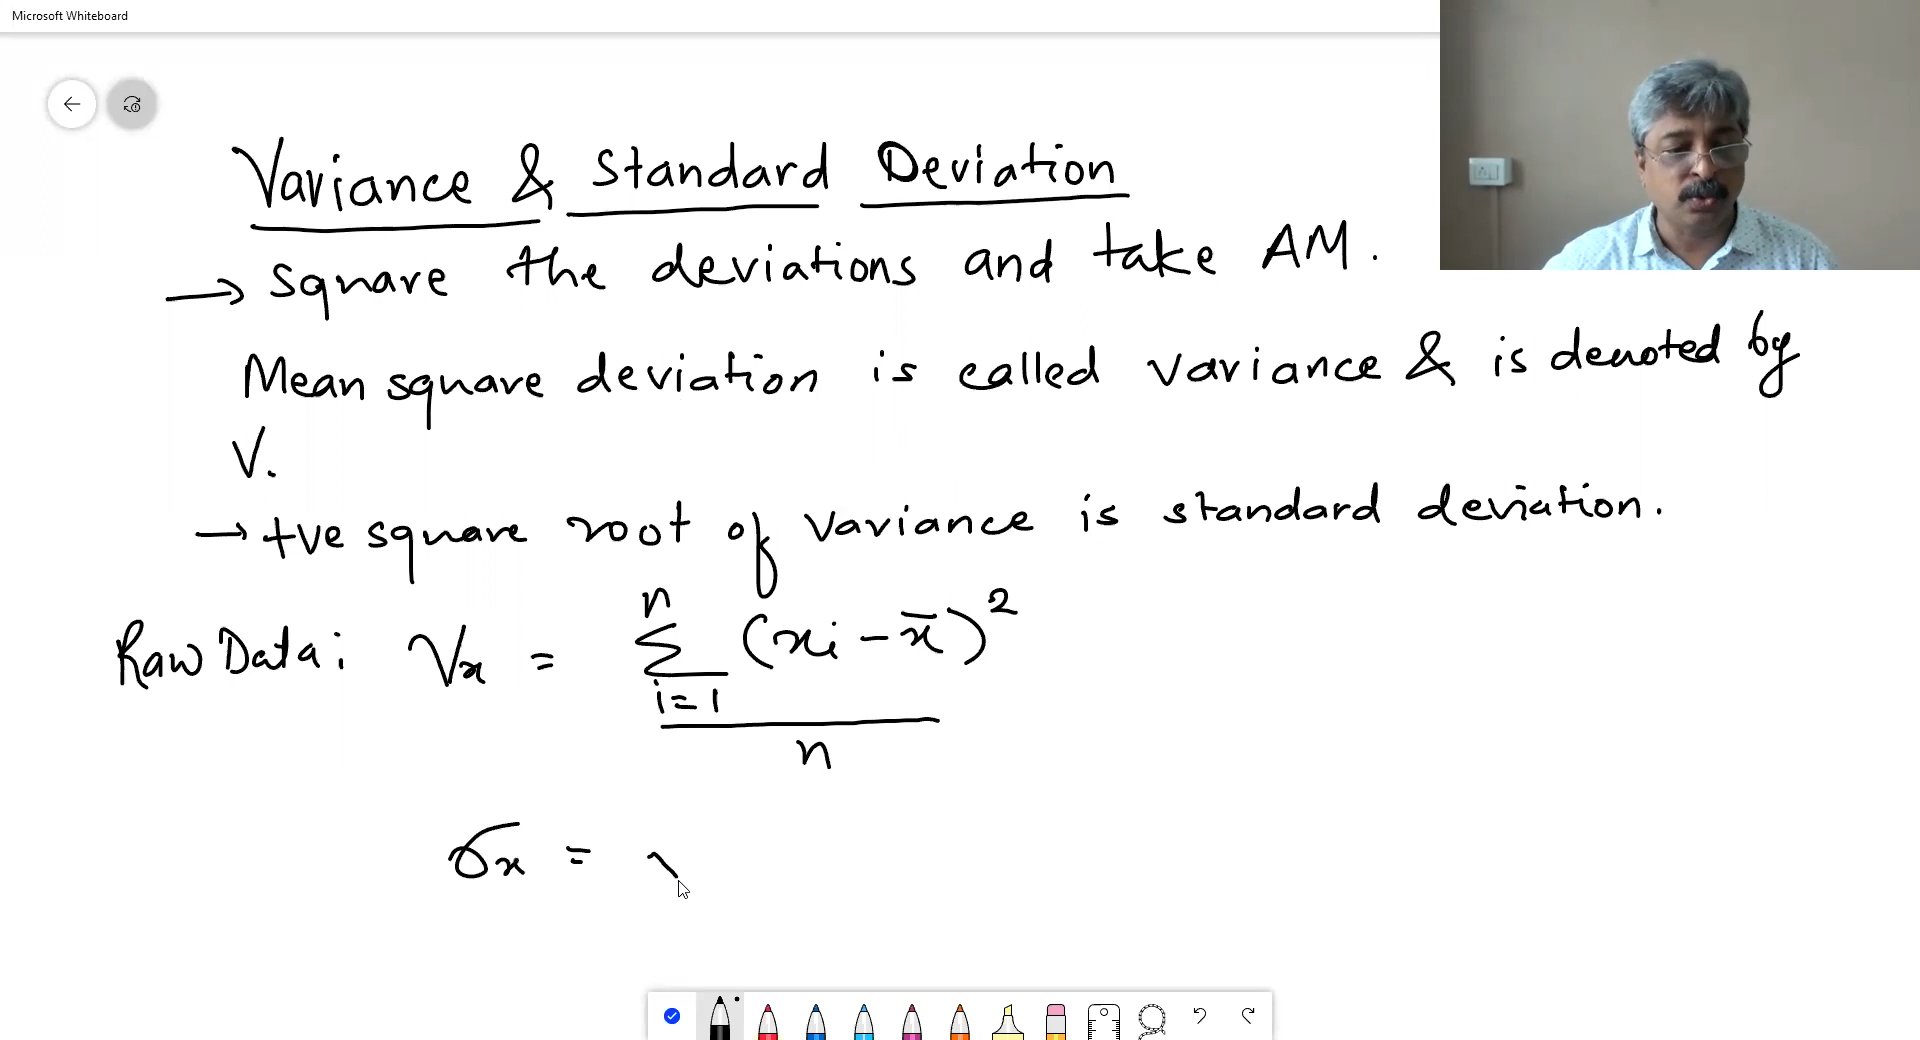 Microsoft Whiteboard
Variance & Standard Deviation
→ Square the deviations and take AM.
Mean square deviation is called variance & is denoted by
V.
→ +ve square root of variance is standard deviation.
Raw Data: Vx = n Σ i=1 (xi - x̄)² / n
σx =